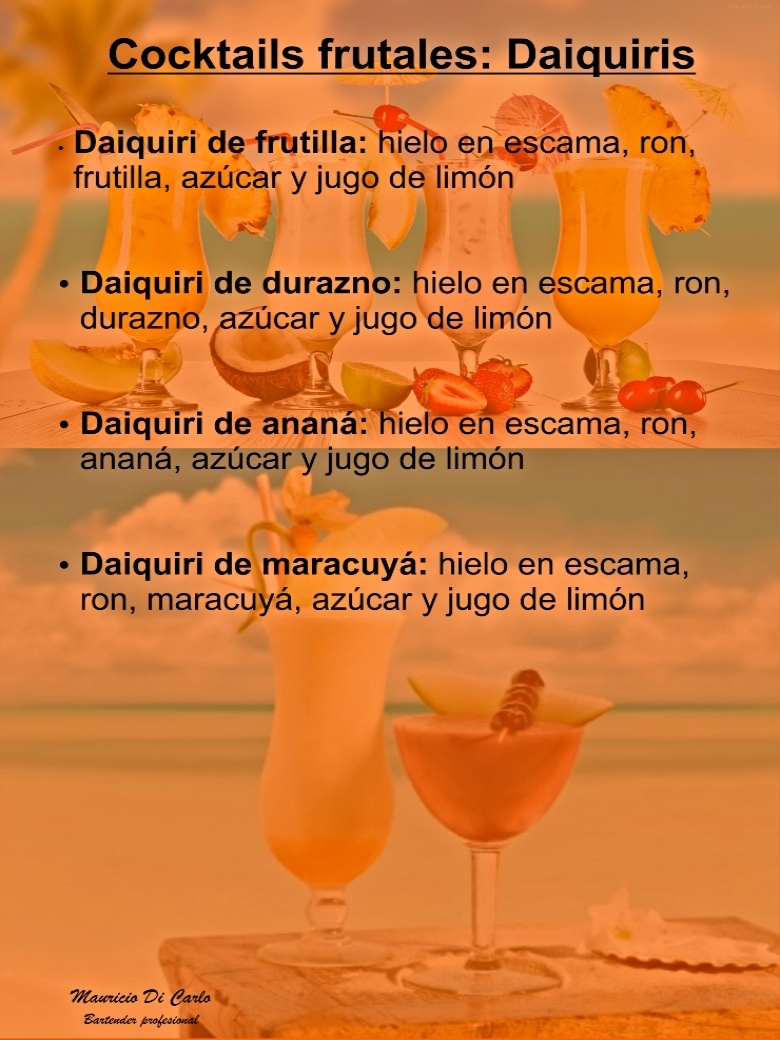 Cocktails frutales: Daiquiris
• Daiquiri de frutilla: hielo en escama, ron,
frutilla, azúcar y jugo de limón
• Daiquiri de durazno: hielo en escama, ron,
durazno, azúcar y jugo de limón
• Daiquiri de ananá: hielo en escama, ron,
ananá, azúcar y jugo de limón
• Daiquiri de maracuyá: hielo en escama,
ron, maracuyá, azúcar y jugo de limón
Mauricio Di Carlo
Bartender profesional